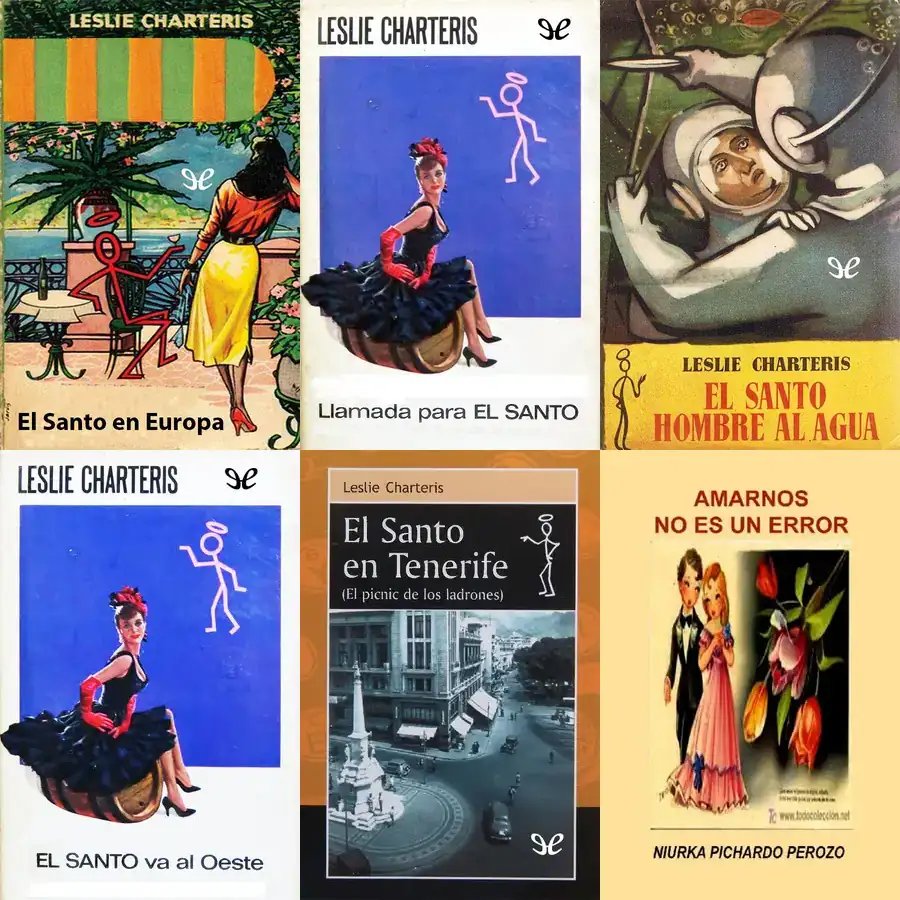 LESLIE CHARTERIS
El Santo en Europa
LESLIE CHARTERIS
Llamada para EL SANTO
LESLIE CHARTERIS
EL SANTO
HOMBRE AL AGUA
LESLIE CHARTERIS
EL SANTO va al Oeste
Leslie Charteris
El Santo
en Tenerife
(El picnic de los ladrones)
AMARNOS
NO ES UN ERROR
www.todocoleccion.net
NIURKA PICHARDO PEROZO